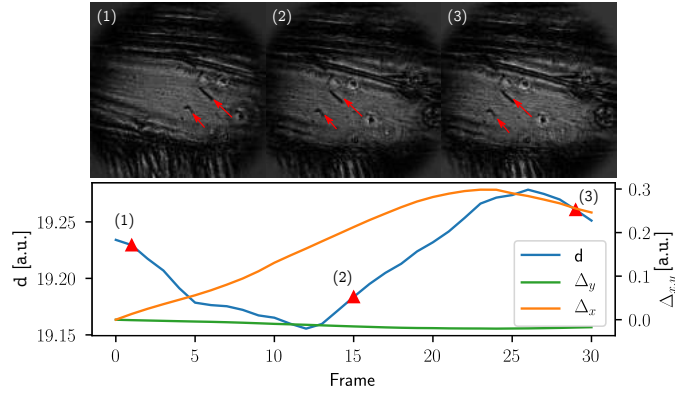 (1) (2) (3)
d [a.u.]
19.25
19.20
19.15
(1)
(2)
(3)
0.3
0.2
0.1
0.0
Δx,y [a.u.]
d
Δy
Δx
0 5 10 15 20 25 30
Frame